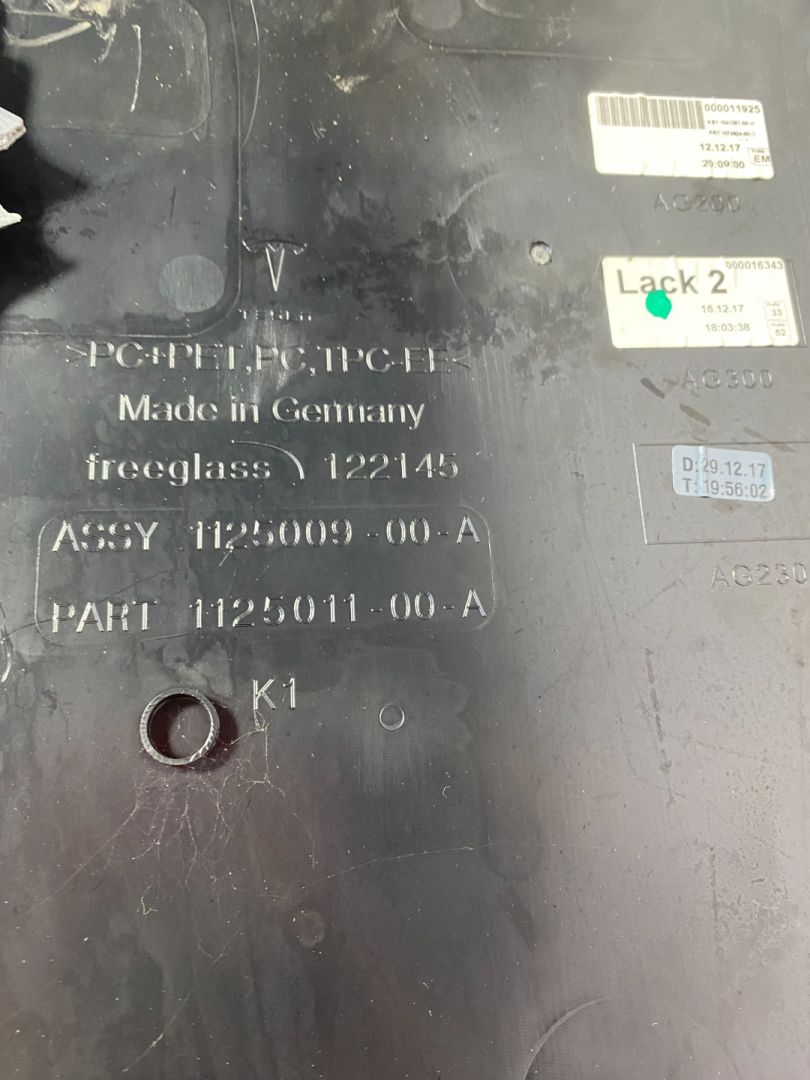 000011925
12.12.17
EM
20:09:00
AG200
TESLA
Lack 2
000016343
16.12.17
33
18:03:38
52
AG300
>PC+PET,PC,TPC-EE<
Made in Germany
freeglass 122145
D:29.12.17
T:19:56:02
AG230
ASSY 1125009-00-A
PART 1125011-00-A
K1